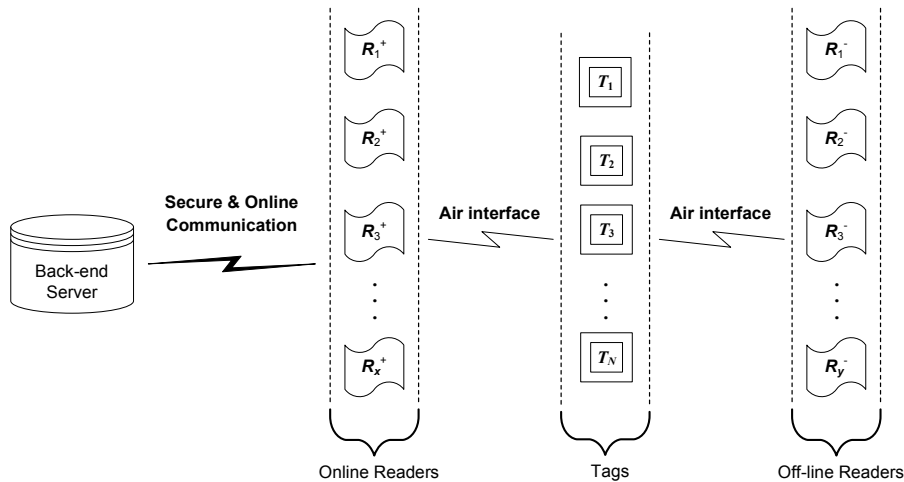 R1+
R2+
R3+
Rx+
Online Readers
Back-end
Server
Secure & Online
Communication
Air interface
T1
T2
T3
TN
Tags
Air interface
R1-
R2-
R3-
Ry-
Off-line Readers